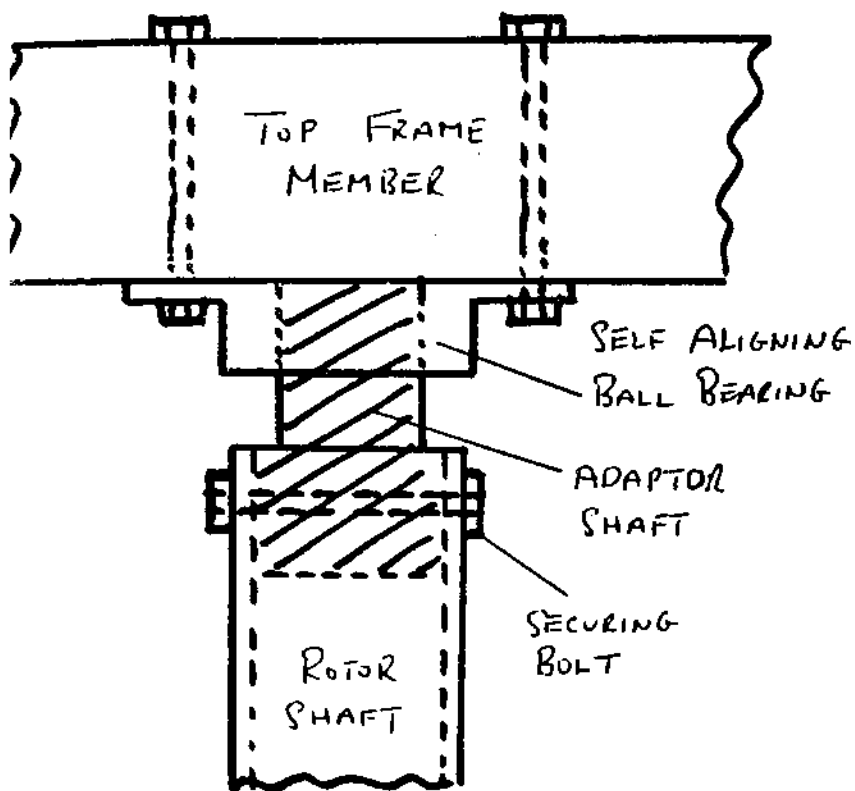 TOP FRAME
MEMBER
SELF ALIGNING
BALL BEARING
ADAPTOR
SHAFT
SECURING
BOLT
ROTOR
SHAFT